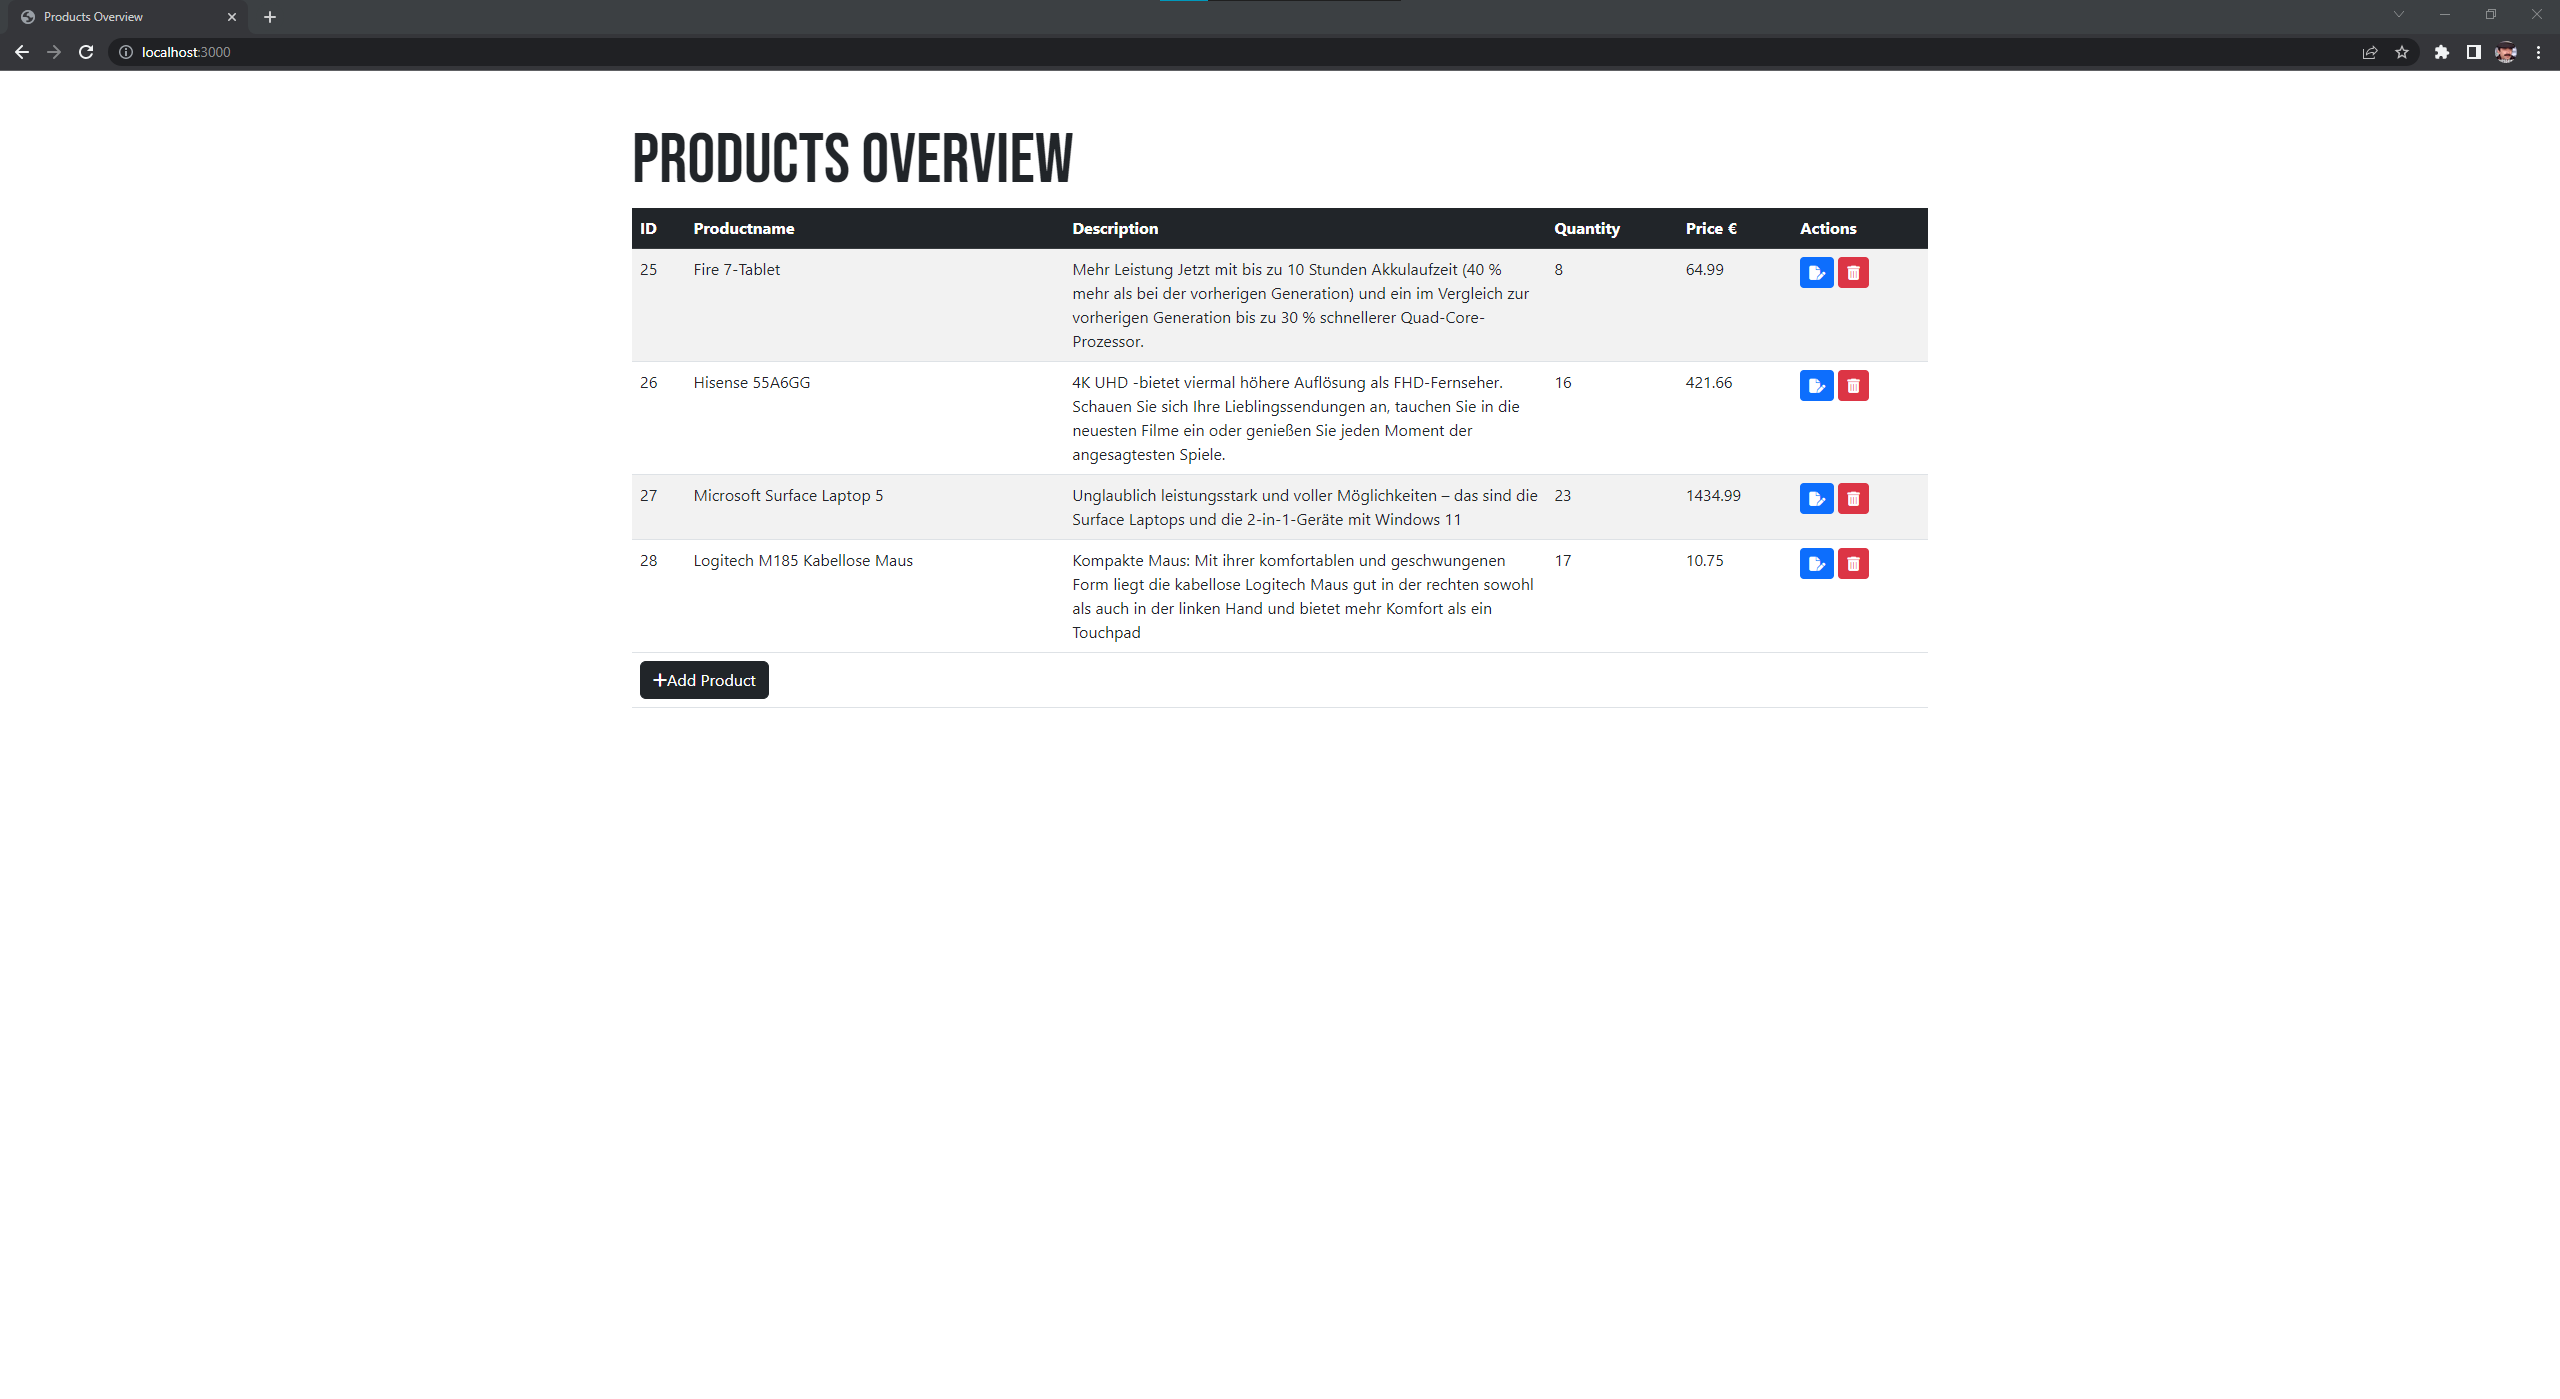 Products Overview
localhost:3000
PRODUCTS OVERVIEW
ID Productname Description Quantity Price € Actions
25 Fire 7-Tablet Mehr Leistung Jetzt mit bis zu 10 Stunden Akkulaufzeit (40 % 8 64.99
mehr als bei der vorherigen Generation) und ein im Vergleich zur
vorherigen Generation bis zu 30 % schnellerer Quad-Core-
Prozessor.
26 Hisense 55A6GG 4K UHD -bietet viermal höhere Auflösung als FHD-Fernseher. 16 421.66
Schauen Sie sich Ihre Lieblingssendungen an, tauchen Sie in die
neuesten Filme ein oder genießen Sie jeden Moment der
angesagtesten Spiele.
27 Microsoft Surface Laptop 5 Unglaublich leistungsstark und voller Möglichkeiten – das sind die 23 1434.99
Surface Laptops und die 2-in-1-Geräte mit Windows 11
28 Logitech M185 Kabellose Maus Kompakte Maus: Mit ihrer komfortablen und geschwungenen 17 10.75
Form liegt die kabellose Logitech Maus gut in der rechten sowohl
als auch in der linken Hand und bietet mehr Komfort als ein
Touchpad
+Add Product